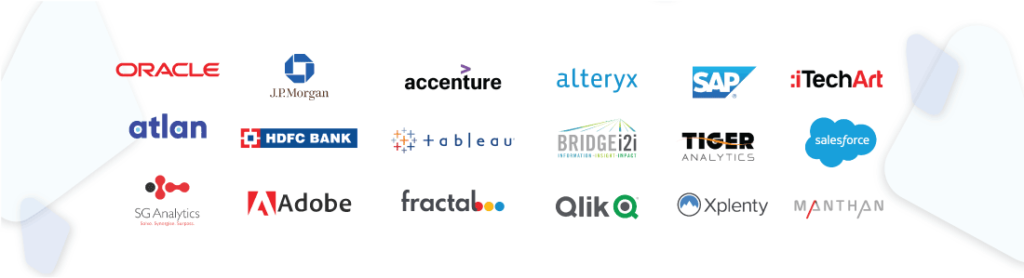 ORACLE
J.P.Morgan
accenture
alteryx
SAP
:iTechArt
atlan
HDFC BANK
+ableau
BRIDGEi2i
INFORMATION • INSIGHT • IMPACT
TIGER
ANALYTICS
salesforce
SG Analytics
Adobe
fractal
Qlik
Xplenty
MANTHAN